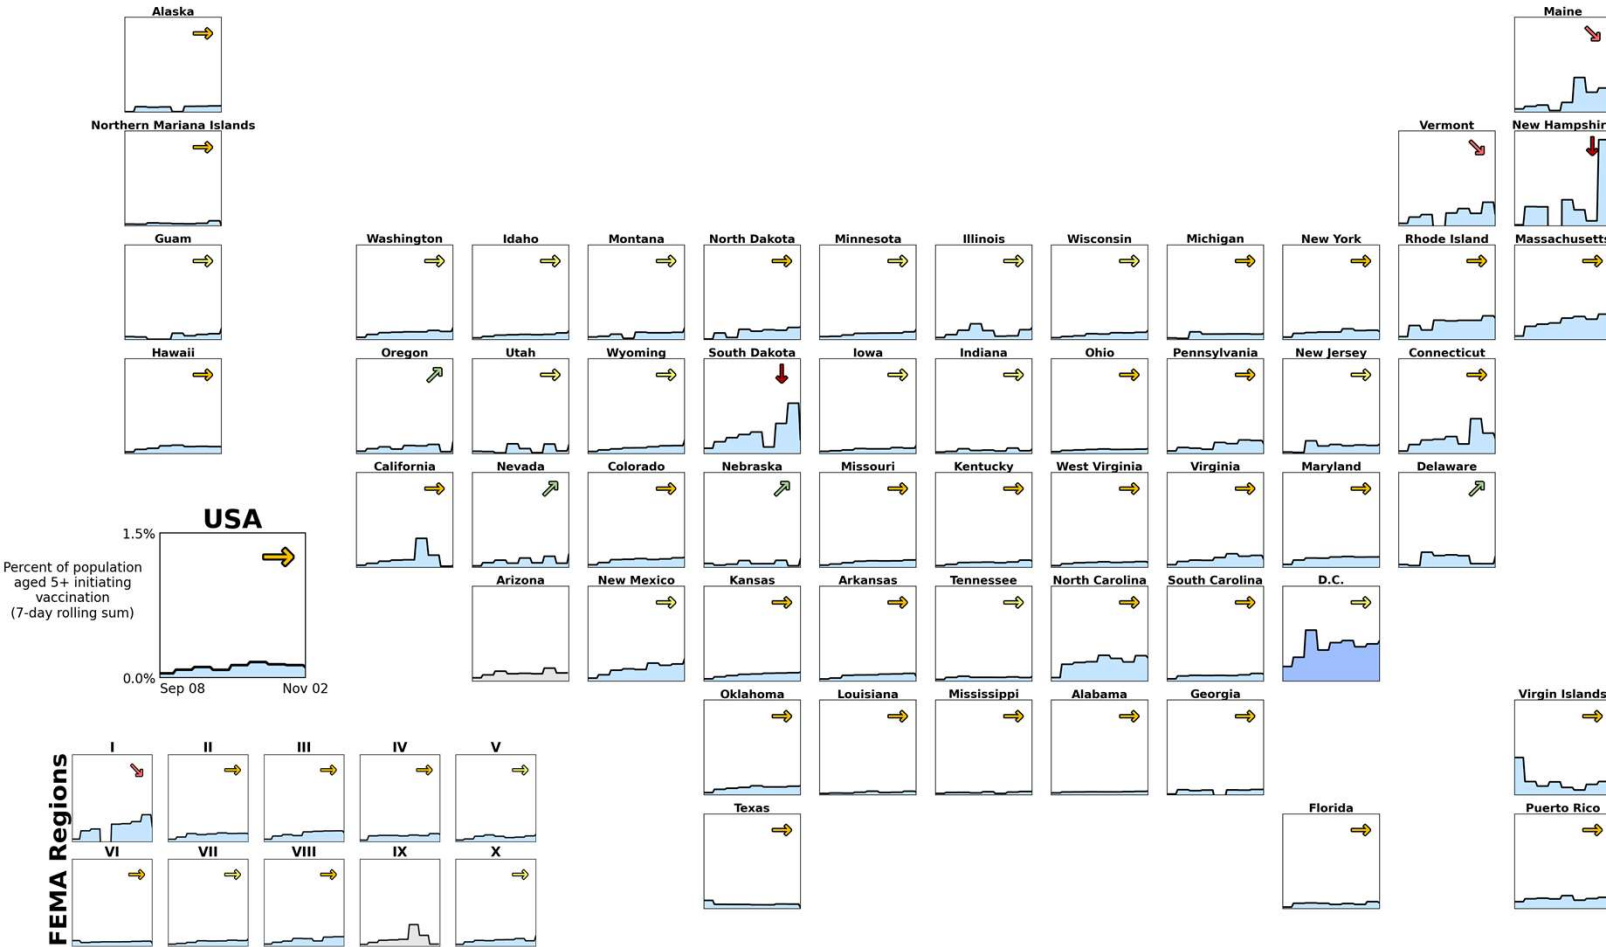 Alaska
Maine
Northern Mariana Islands
Vermont
New Hampshir
Guam
Washington
Idaho
Montana
North Dakota
Minnesota
Illinois
Wisconsin
Michigan
New York
Rhode Island
Massachusetts
Hawaii
Oregon
Utah
Wyoming
South Dakota
Iowa
Indiana
Ohio
Pennsylvania
New Jersey
Connecticut
California
Nevada
Colorado
Nebraska
Missouri
Kentucky
West Virginia
Virginia
Maryland
Delaware
USA
1.5%
Percent of population
aged 5+ initiating
vaccination
(7-day rolling sum)
0.0%
Sep 08
Nov 02
Arizona
New Mexico
Kansas
Arkansas
Tennessee
North Carolina
South Carolina
D.C.
Oklahoma
Louisiana
Mississippi
Alabama
Georgia
Virgin Islands
Texas
Florida
Puerto Rico
FEMA Regions
I
II
III
IV
V
VI
VII
VIII
IX
X